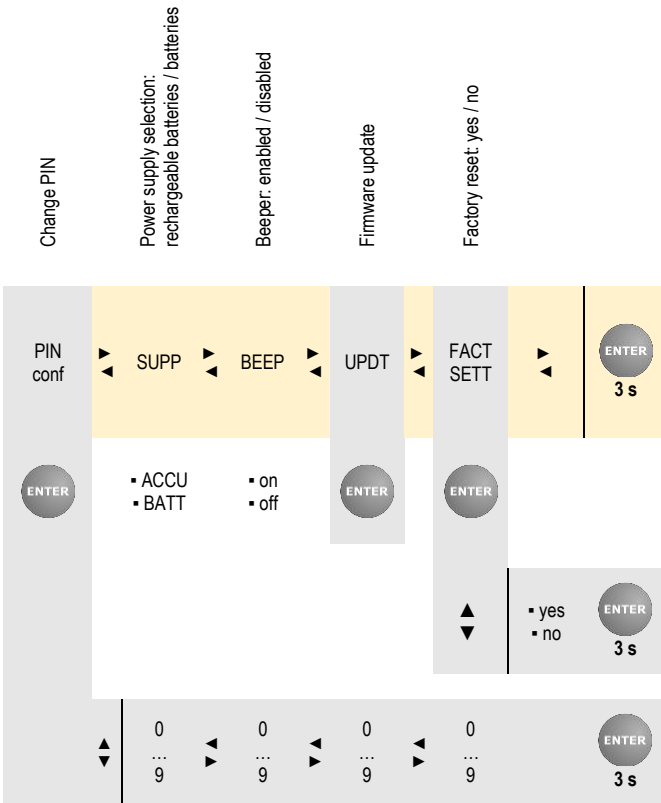 Change PIN
Power supply selection:
rechargeable batteries / batteries
Beeper: enabled / disabled
Firmware update
Factory reset: yes / no
PIN
conf
► ◄
SUPP
► ◄
BEEP
► ◄
UPDT
► ◄
FACT
SETT
► ◄
ENTER
3 s
ENTER
▪ ACCU
▪ BATT
▪ on
▪ off
ENTER
ENTER
▲ ▼
▪ yes
▪ no
ENTER
3 s
▲ ▼
0
...
9
◄ ►
0
...
9
◄ ►
0
...
9
◄ ►
0
...
9
ENTER
3 s